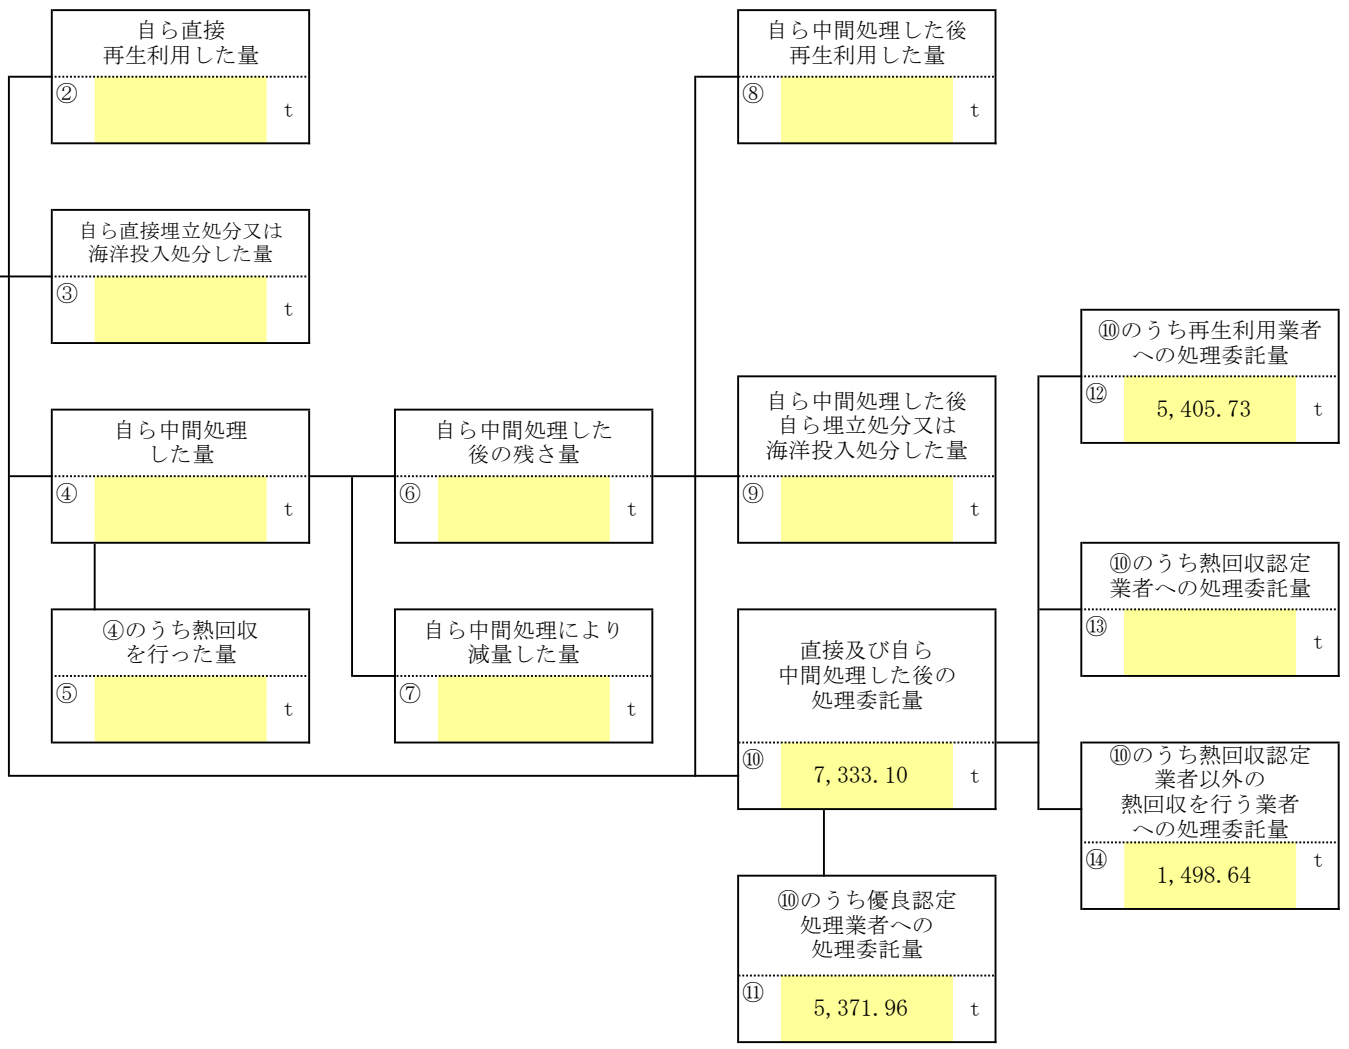 自ら直接
再生利用した量
②
t
自ら中間処理した後
再生利用した量
⑧
t
自ら直接埋立処分又は
海洋投入処分した量
③
t
⑩のうち再生利用業者
への処理委託量
⑫
5,405.73
t
自ら中間処理
した量
④
t
自ら中間処理した
後の残さ量
⑥
t
自ら中間処理した後
自ら埋立処分又は
海洋投入処分した量
⑨
t
⑩のうち熱回収認定
業者への処理委託量
⑬
t
④のうち熱回収
を行った量
⑤
t
自ら中間処理により
減量した量
⑦
t
直接及び自ら
中間処理した後の
処理委託量
⑩
7,333.10
t
⑩のうち熱回収認定
業者以外の
熱回収を行う業者
への処理委託量
⑭
1,498.64
t
⑩のうち優良認定
処理業者への
処理委託量
⑪
5,371.96
t